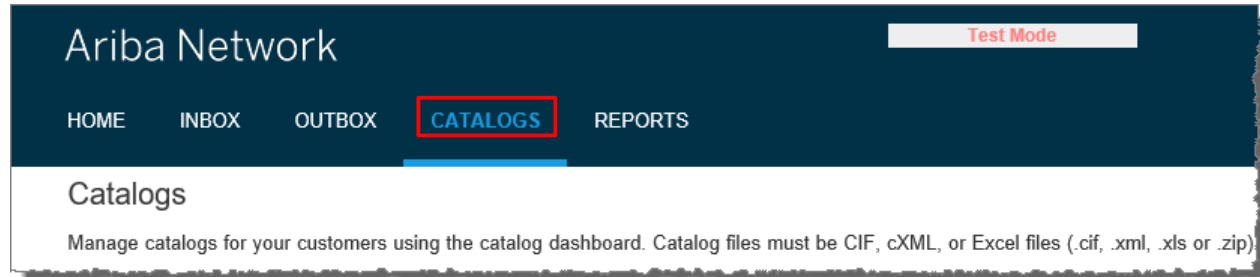 Ariba Network
Test Mode
HOME INBOX OUTBOX CATALOGS REPORTS
Catalogs
Manage catalogs for your customers using the catalog dashboard. Catalog files must be CIF, cXML, or Excel files (.cif, .xml, .xls or .zip)